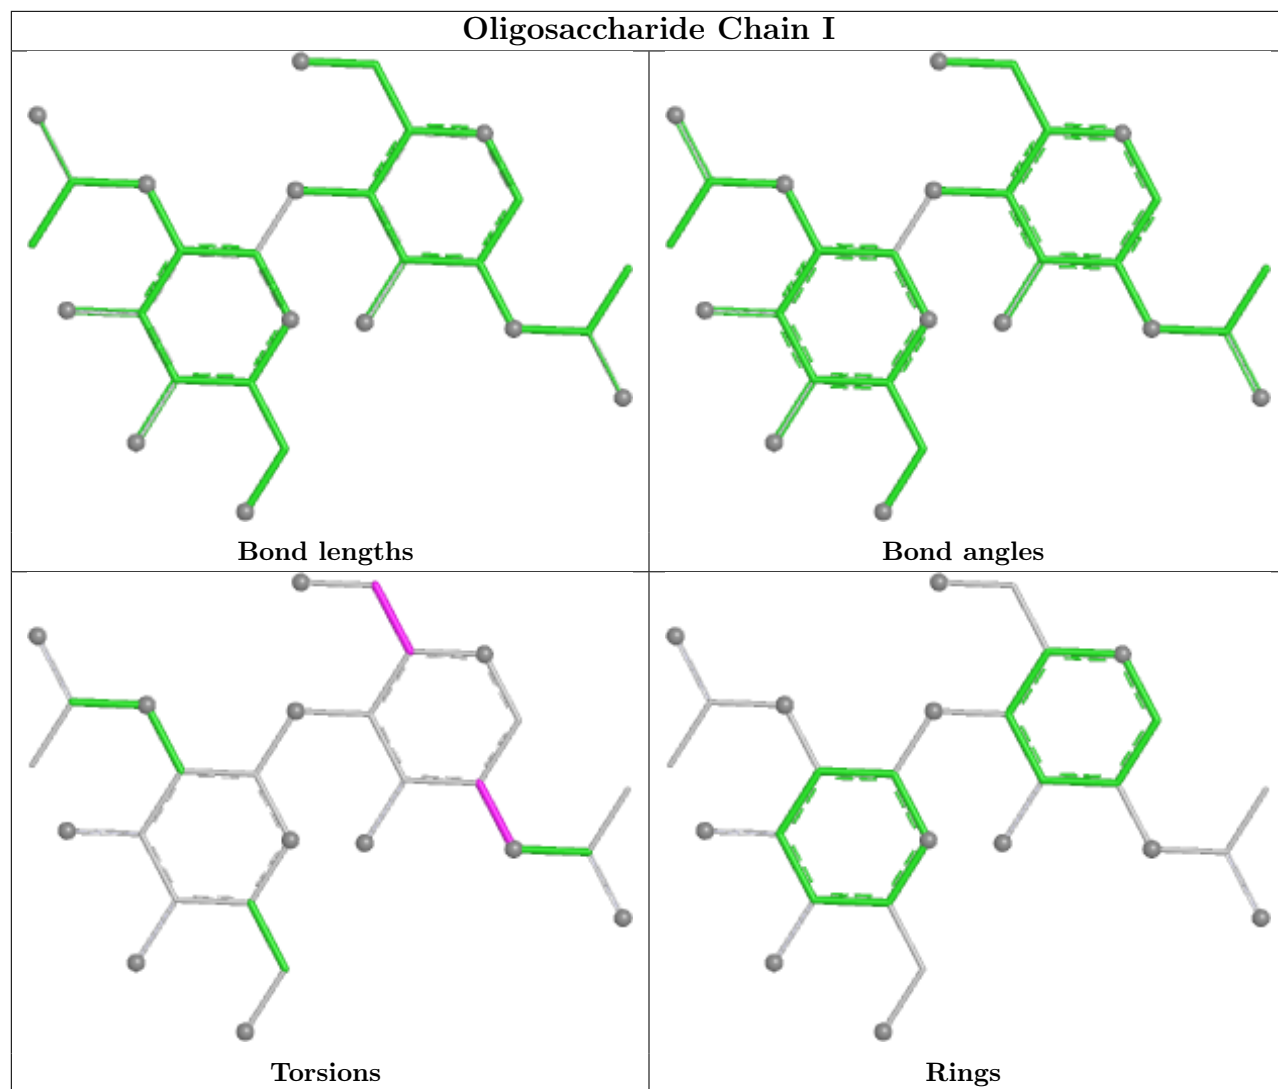 Oligosaccharide Chain I
Bond lengths
Bond angles
Torsions
Rings